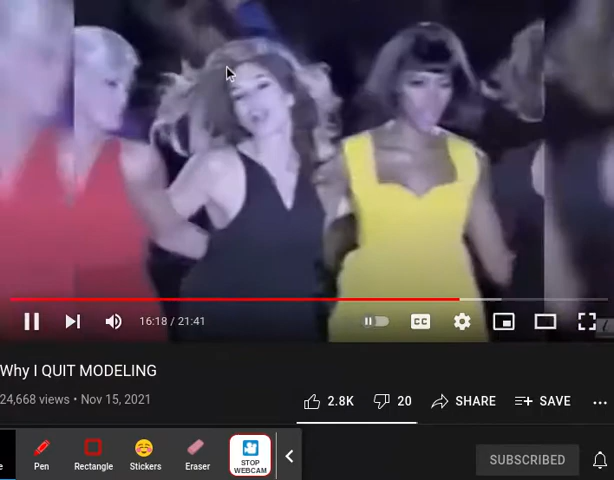 16:18 / 21:41
CC
Why I QUIT MODELING
24,668 views • Nov 15, 2021
2.8K
20
SHARE
SAVE
Pen
Rectangle
Stickers
Eraser
STOP
WEBCAM
SUBSCRIBED